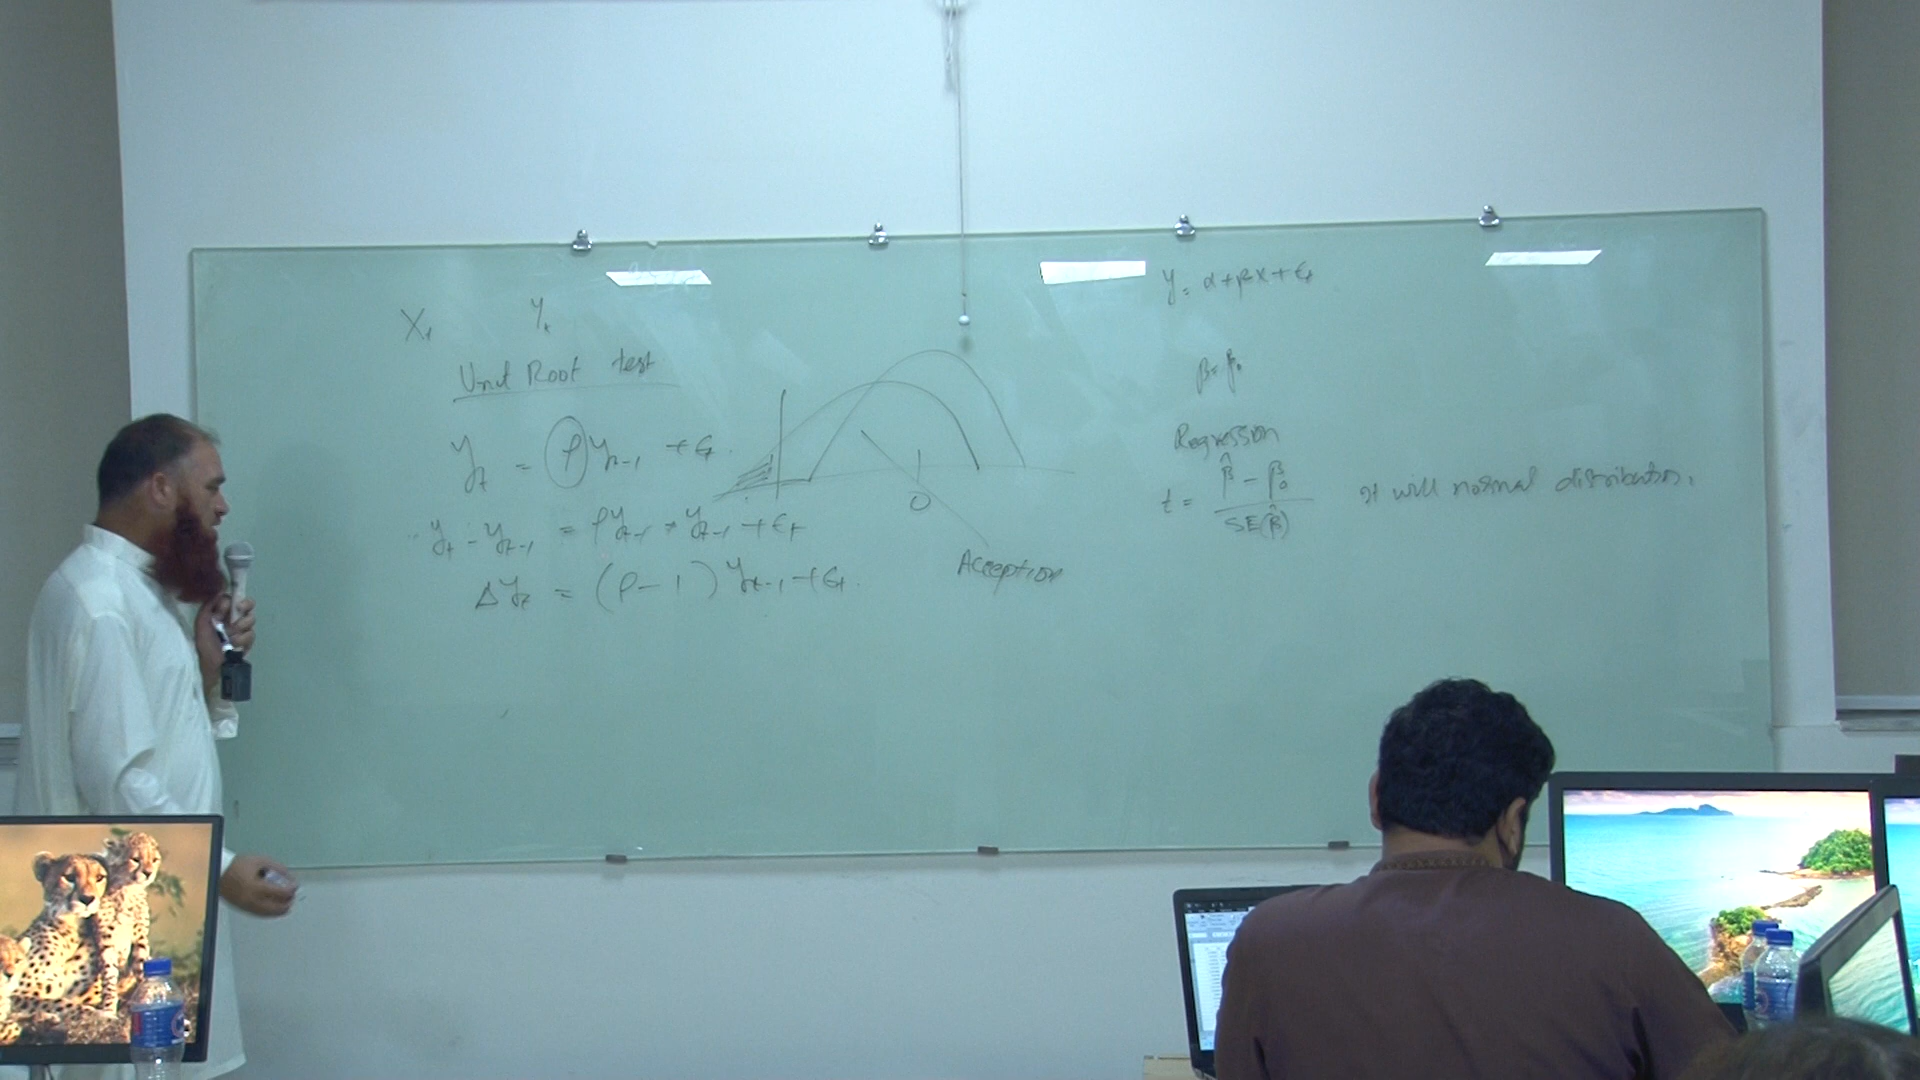 Xₜ yₜ
Unit Root test
yₜ = ρ yₜ₋₁ + εₜ.
yₜ - yₜ₋₁ = ρyₜ₋₁ - yₜ₋₁ + εₜ
Δyₜ = (ρ - 1) yₜ₋₁ + εₜ.
0
Acception
y = α + βx + εₜ
β = β₀
Regression
t = (β̂ - β₀) / SE(β̂) It will normal distribution.